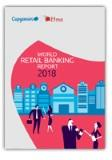 Capgemini Efma
WORLD
RETAIL BANKING
REPORT
2018